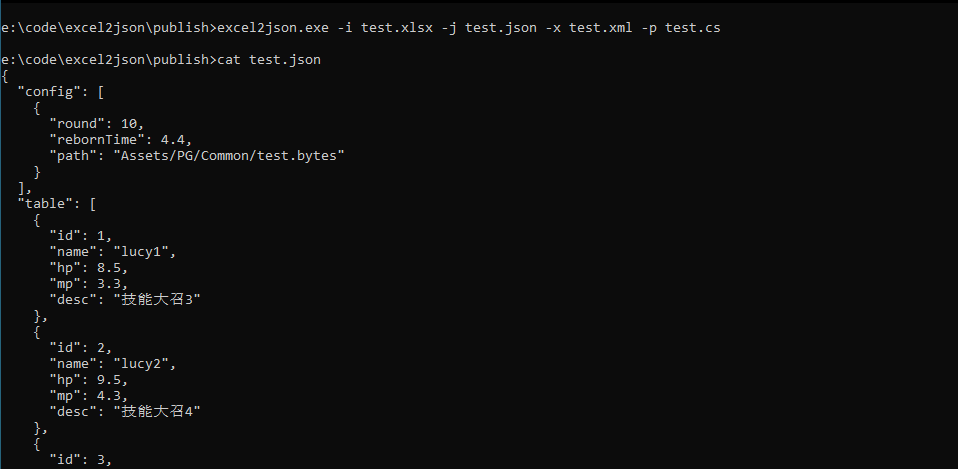 e:\code\excel2json\publish>excel2json.exe -i test.xlsx -j test.json -x test.xml -p test.cs
e:\code\excel2json\publish>cat test.json
{
  "config": [
    {
      "round": 10,
      "rebornTime": 4.4,
      "path": "Assets/PG/Common/test.bytes"
    }
  ],
  "table": [
    {
      "id": 1,
      "name": "lucy1",
      "hp": 8.5,
      "mp": 3.3,
      "desc": "技能大召3"
    },
    {
      "id": 2,
      "name": "lucy2",
      "hp": 9.5,
      "mp": 4.3,
      "desc": "技能大召4"
    },
    {
      "id": 3,